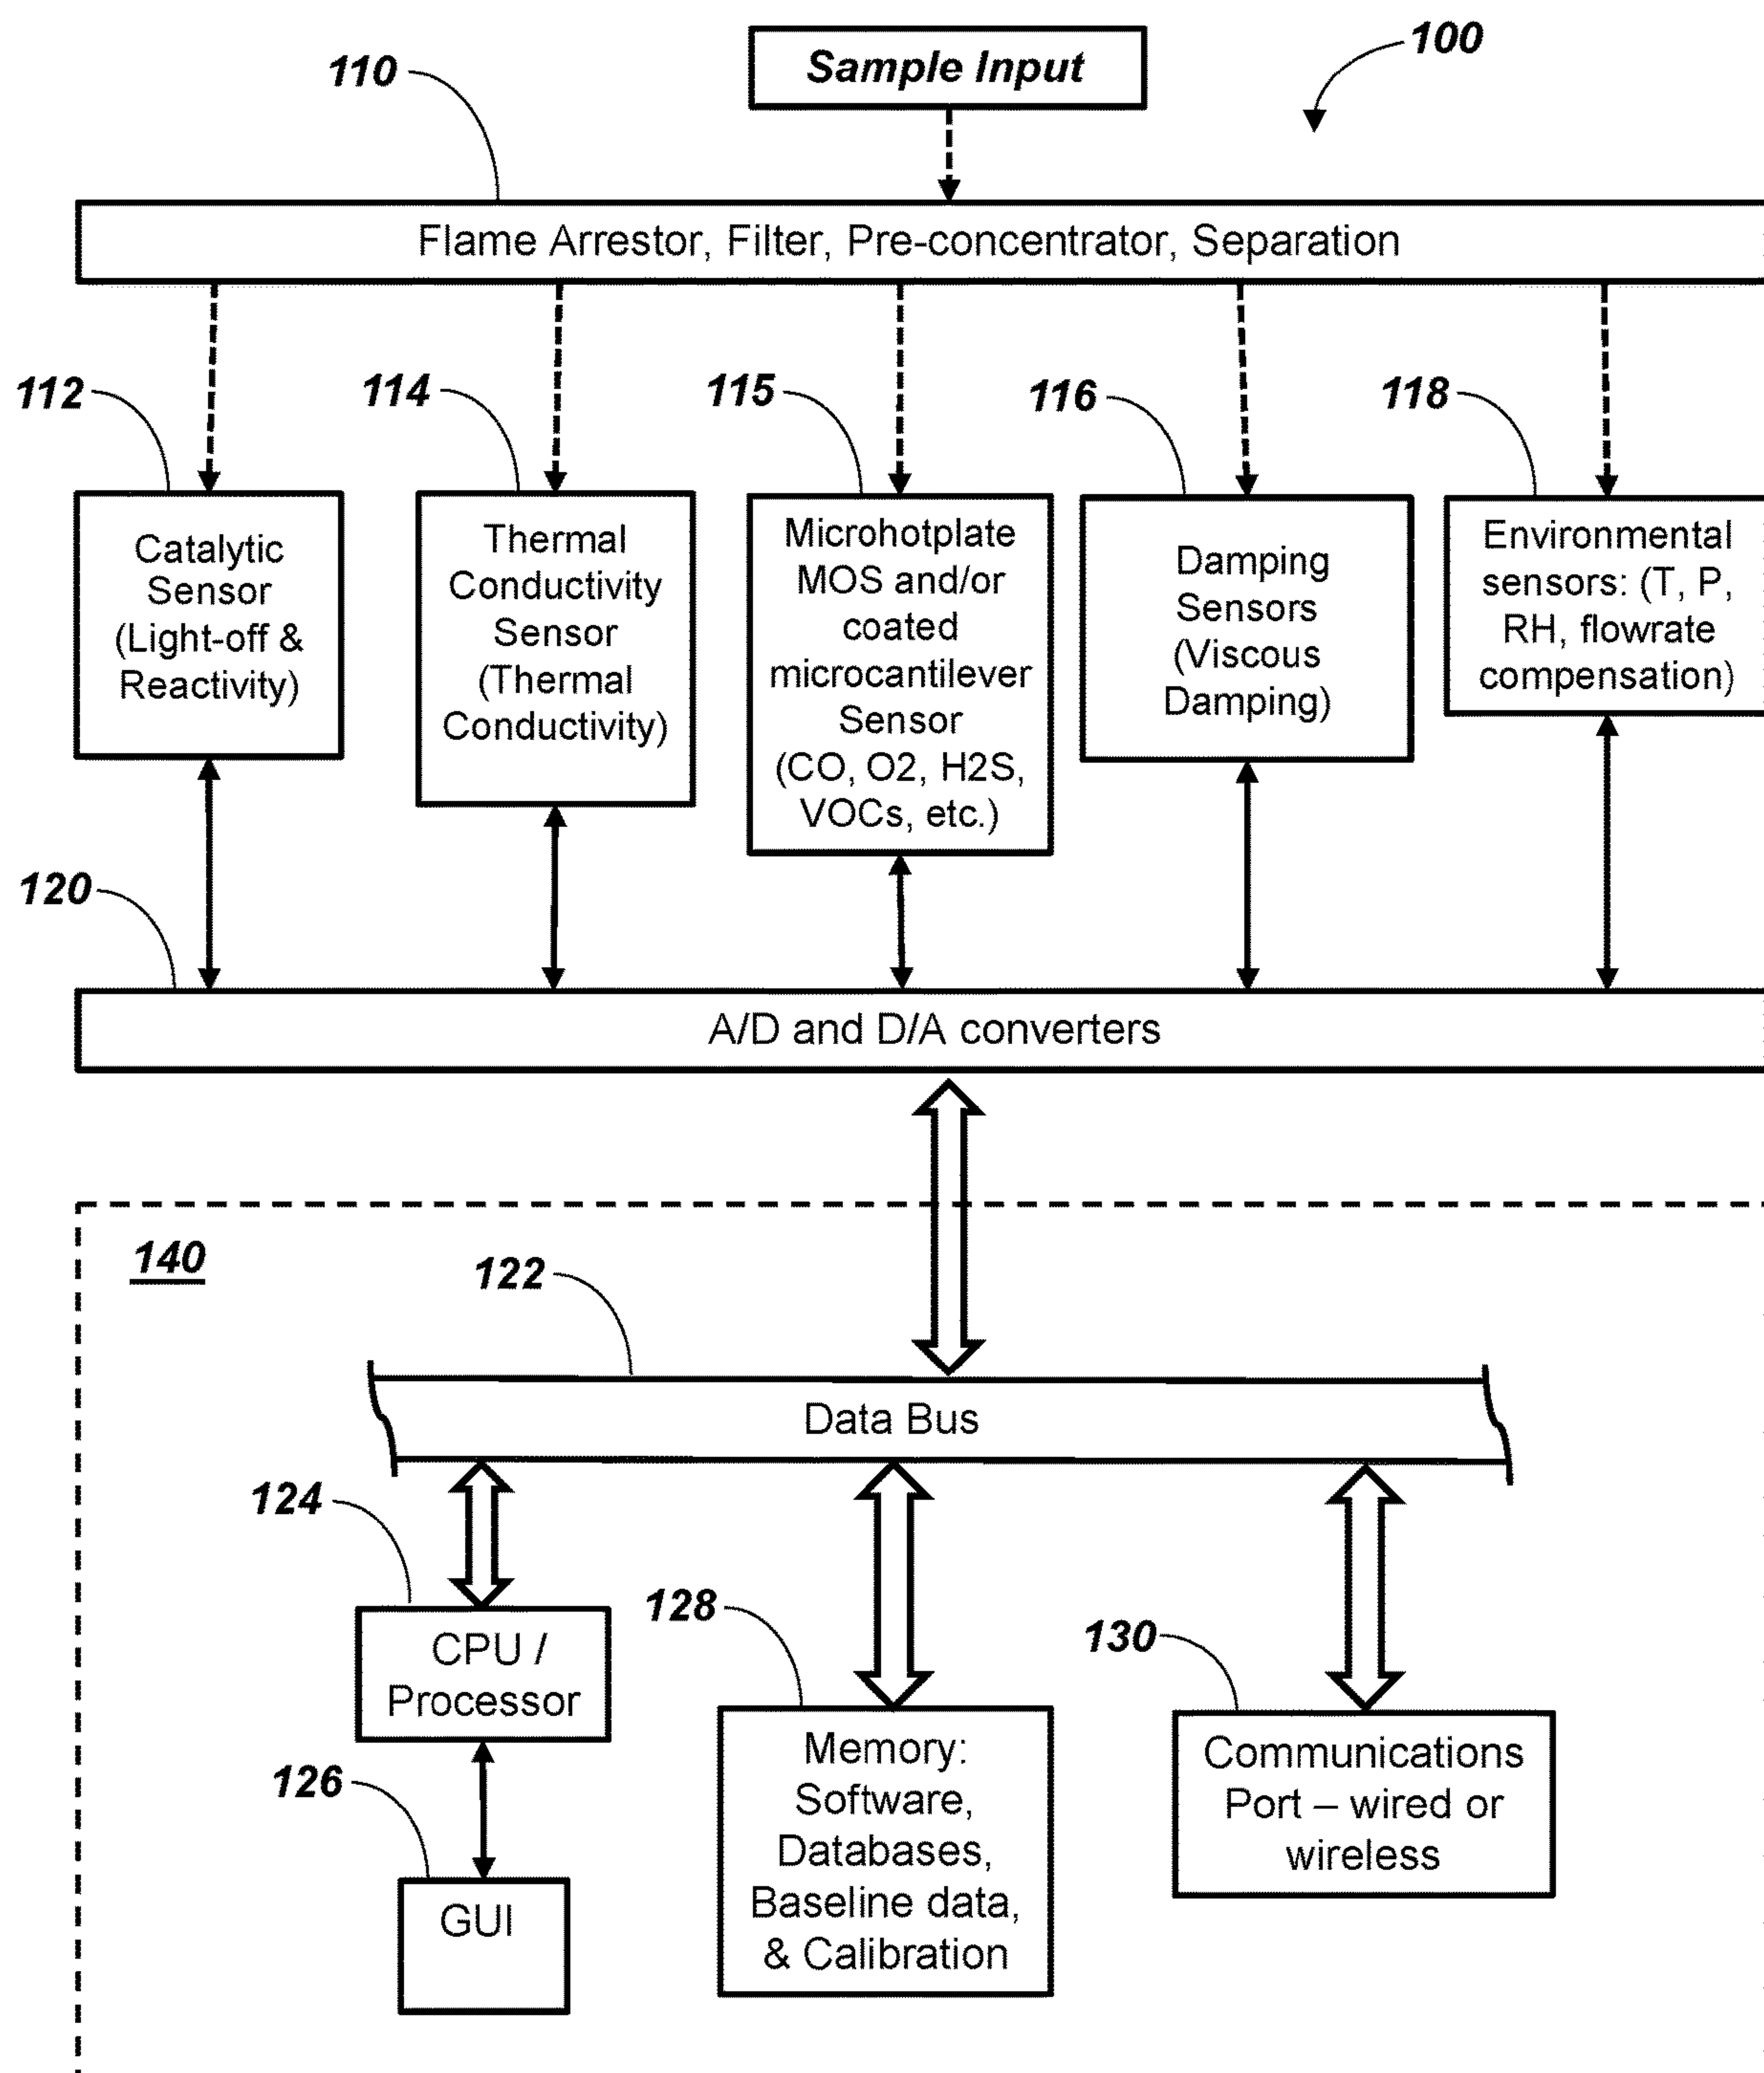 100
Sample Input
110
Flame Arrestor, Filter, Pre-concentrator, Separation
112
114
115
116
118
Catalytic
Sensor
(Light-off &
Reactivity)
Thermal
Conductivity
Sensor
(Thermal
Conductivity)
Microhotplate
MOS and/or
coated
microcantilever
Sensor
(CO, O2, H2S,
VOCs, etc.)
Damping
Sensors
(Viscous
Damping)
Environmental
sensors: (T, P,
RH, flowrate
compensation)
120
A/D and D/A converters
140
122
Data Bus
124
CPU /
Processor
126
GUI
128
Memory:
Software,
Databases,
Baseline data,
& Calibration
130
Communications
Port – wired or
wireless